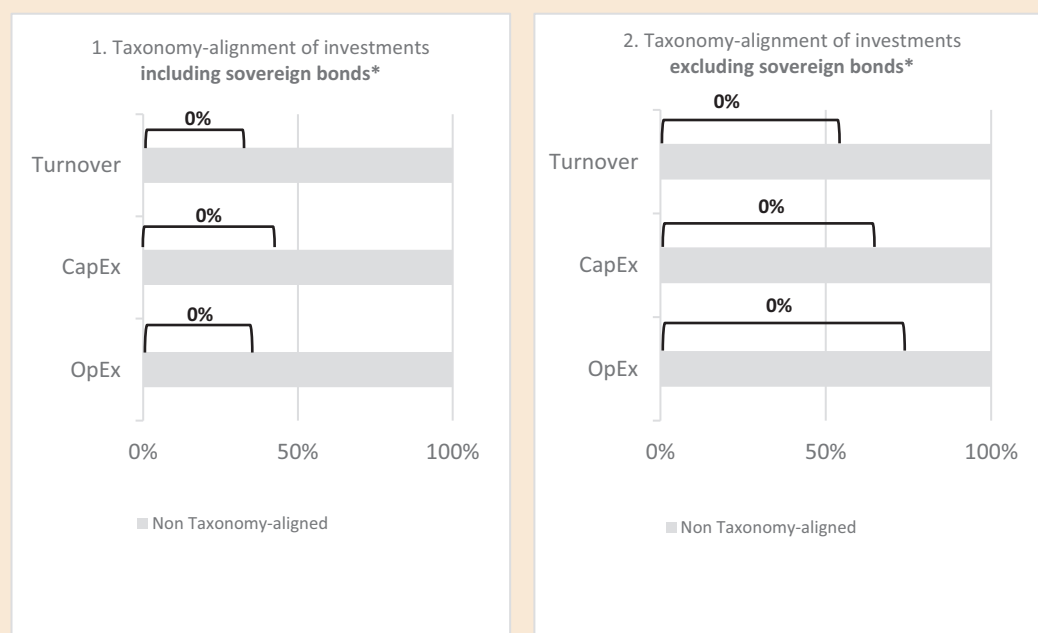 1. Taxonomy-alignment of investments
including sovereign bonds*
0%
Turnover
0%
CapEx
0%
OpEx
0% 50% 100%
Non Taxonomy-aligned
2. Taxonomy-alignment of investments
excluding sovereign bonds*
0%
Turnover
0%
CapEx
0%
OpEx
0% 50% 100%
Non Taxonomy-aligned